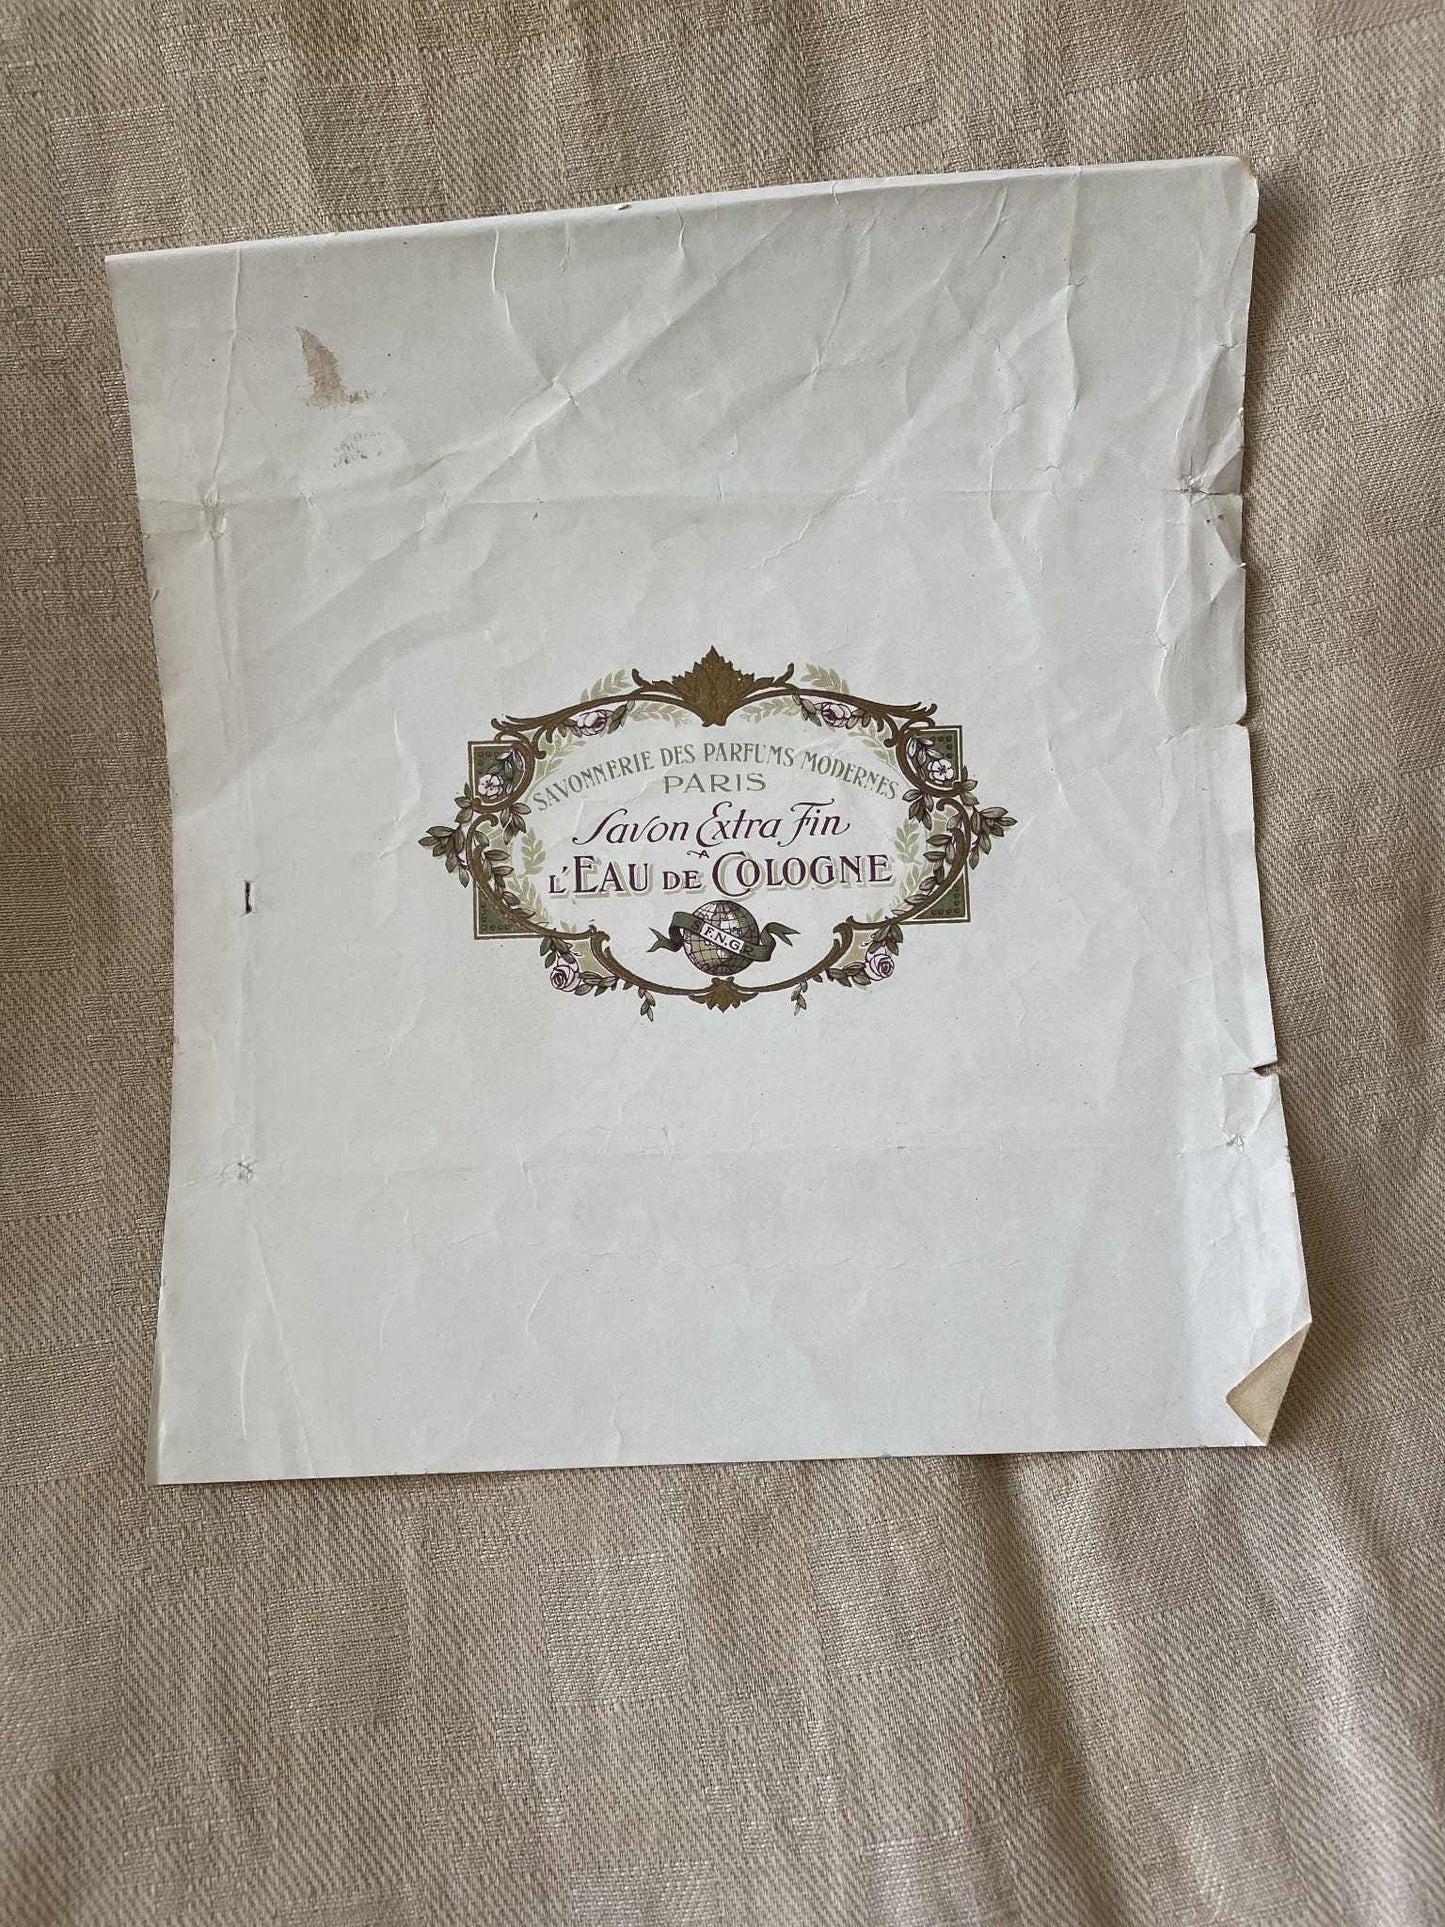 SAVONNERIE DES PARFUMS MODERNES
PARIS
Savon Extra Fin
A
L'EAU DE COLOGNE
S.F.N.G.R.